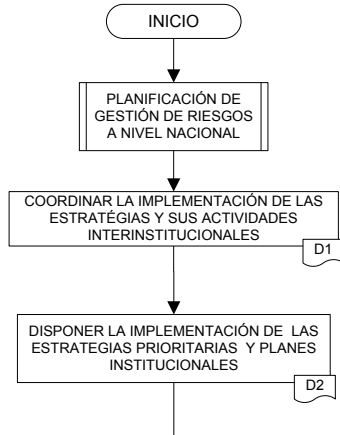 INICIO
PLANIFICACIÓN DE
GESTIÓN DE RIESGOS
A NIVEL NACIONAL
COORDINAR LA IMPLEMENTACIÓN DE LAS
ESTRATÉGIAS Y SUS ACTIVIDADES
INTERINSTITUCIONALES
D1
DISPONER LA IMPLEMENTACIÓN DE LAS
ESTRATEGIAS PRIORITARIAS Y PLANES
INSTITUCIONALES
D2